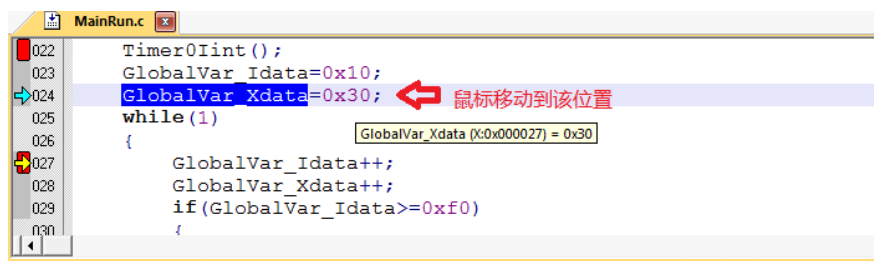 MainRun.c
022 Timer0Iint();
023 GlobalVar_Idata=0x10;
024 GlobalVar_Xdata=0x30; 鼠标移动到该位置
025 while(1)
GlobalVar_Xdata (X:0x000027) = 0x30
026 {
027 GlobalVar_Idata++;
028 GlobalVar_Xdata++;
029 if(GlobalVar_Idata>=0xf0)
030 {